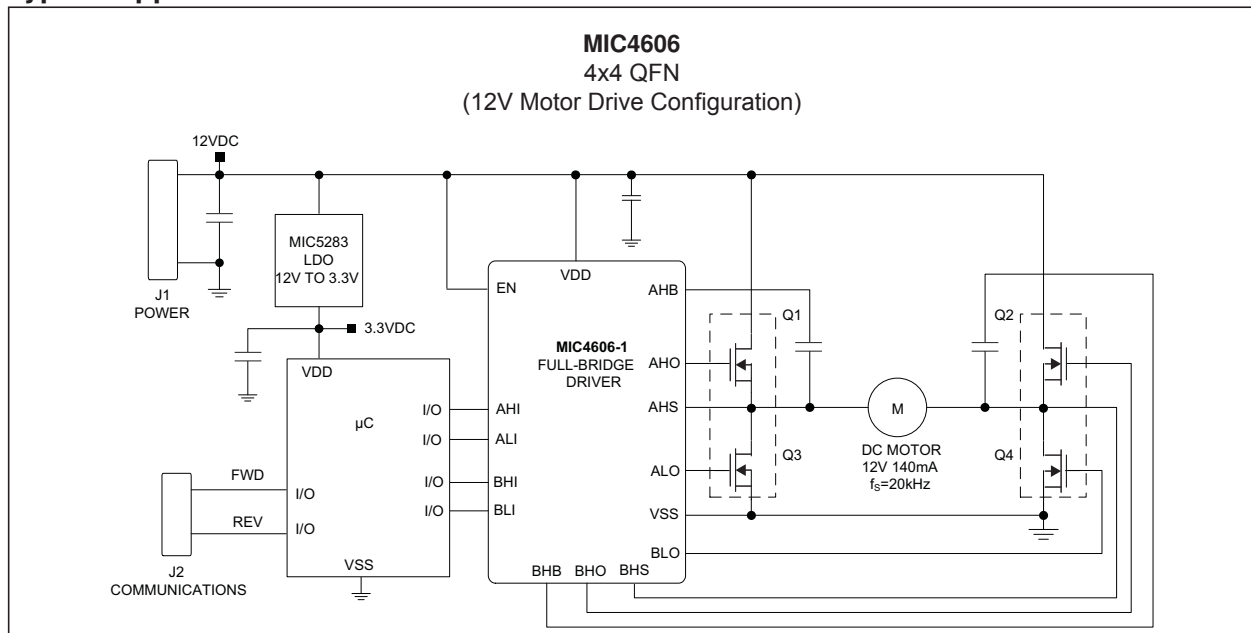 MIC4606
4x4 QFN
(12V Motor Drive Configuration)
12VDC
J1
POWER
MIC5283
LDO
12V TO 3.3V
3.3VDC
VDD
µC
I/O
I/O
I/O
I/O
FWD
REV
I/O
I/O
VSS
J2
COMMUNICATIONS
VDD
EN
MIC4606-1
FULL-BRIDGE
DRIVER
AHI
ALI
BHI
BLI
AHB
AHO
AHS
ALO
VSS
BLO
BHB
BHO
BHS
Q1
Q3
M
DC MOTOR
12V 140mA
fS=20kHz
Q2
Q4